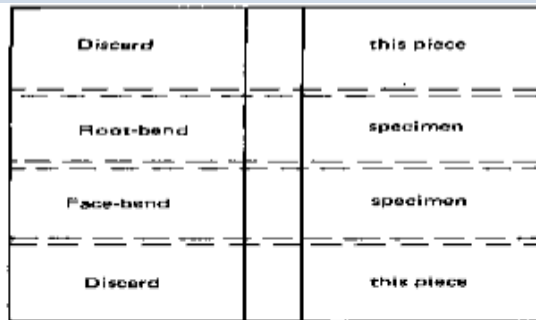 Discard this piece
Root-bend specimen
Face-bend specimen
Discard this piece